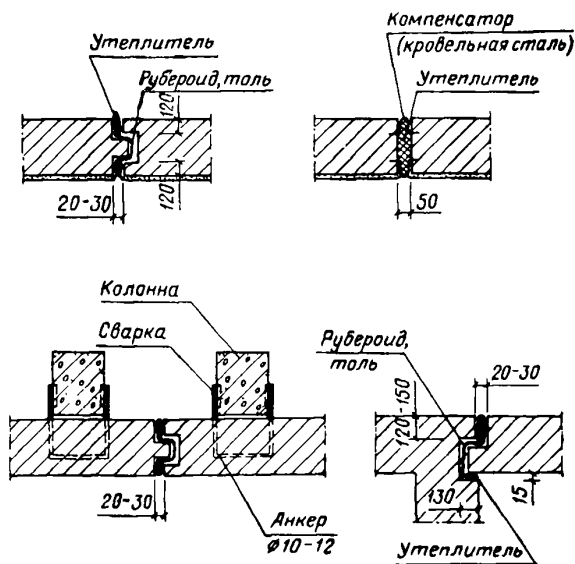 Утеплитель
Рубероид, толь
120
120
20-30
Компенсатор
(кровельная сталь)
Утеплитель
50
Колонна
Сварка
20-30
Анкер
Ф10-12
Рубероид,
толь
20-30
120-150
130
15
Утеплитель